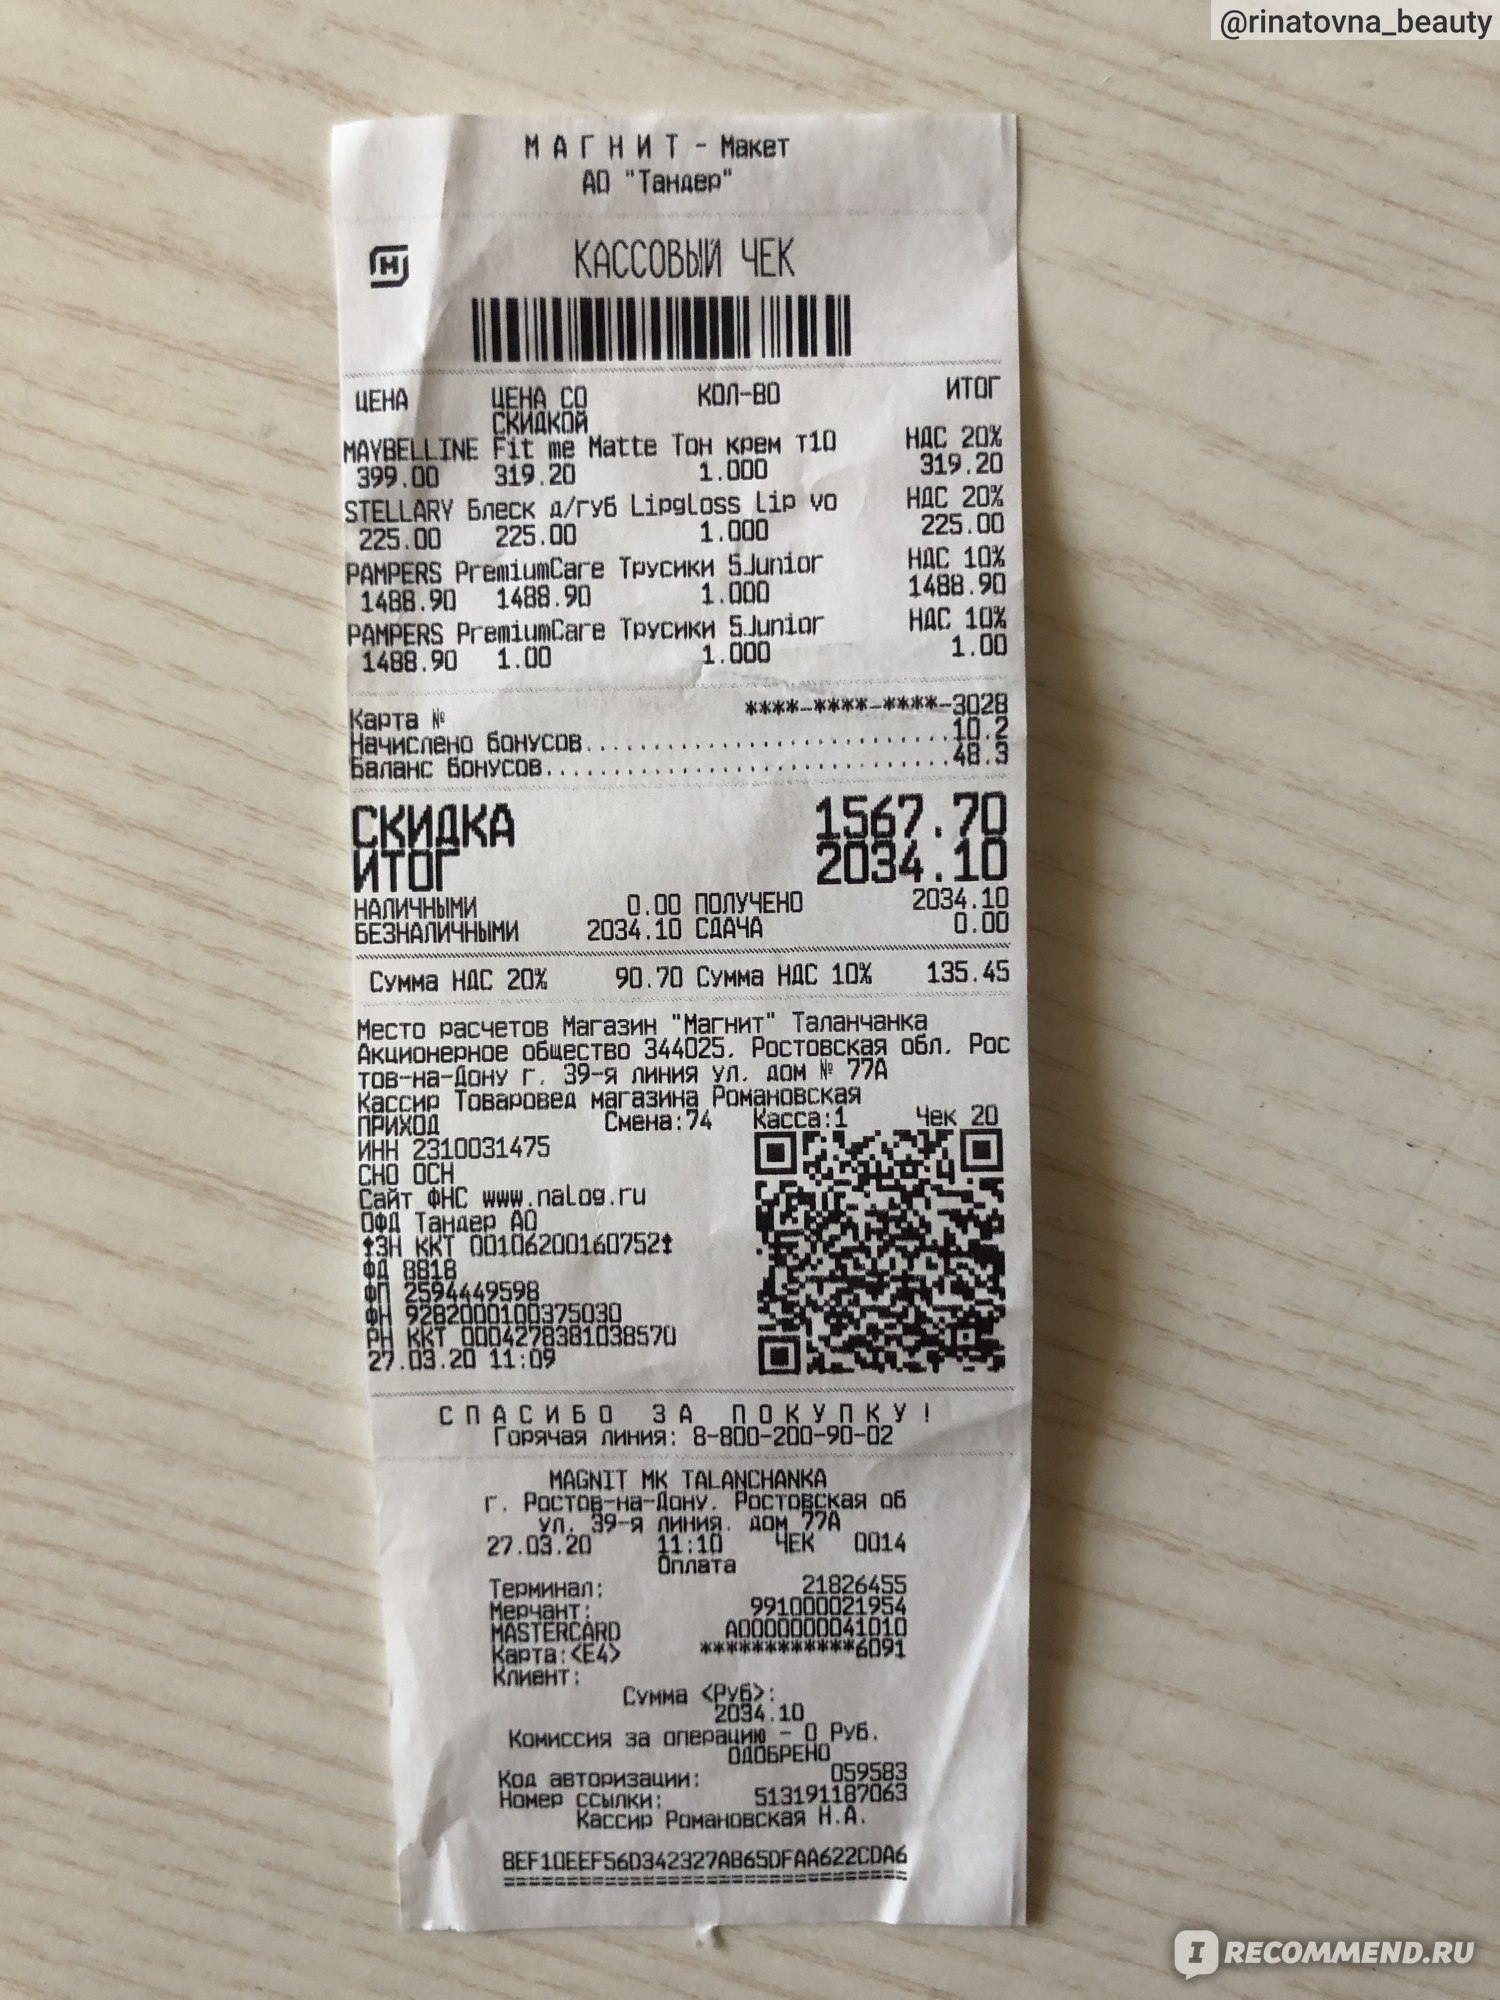 @rinatovna_beauty
МАГНИТ - Макет
АО "Тандер"
КАССОВЫЙ ЧЕК
ЦЕНА ЦЕНА СО СКИДКОЙ КОЛ-ВО ИТОГ
MAYBELLINE Fit me Matte Тон крем т10 НДС 20%
399.00 319.20 1.000 319.20
STELLARY Блеск д/губ Lipgloss Lip vo НДС 20%
225.00 225.00 1.000 225.00
PAMPERS PremiumCare Трусики 5Junior НДС 10%
1488.90 1488.90 1.000 1488.90
PAMPERS PremiumCare Трусики 5Junior НДС 10%
1488.90 1.00 1.000 1.00
Карта № ****-****-****-3028
Начислено бонусов...........................10.2
Баланс бонусов..............................48.3
СКИДКА 1567.70
ИТОГ 2034.10
НАЛИЧНЫМИ 0.00 ПОЛУЧЕНО 2034.10
БЕЗНАЛИЧНЫМИ 2034.10 СДАЧА 0.00
Сумма НДС 20% 90.70 Сумма НДС 10% 135.45
Место расчетов Магазин "Магнит" Таланчанка
Акционерное общество 344025, Ростовская обл, Рос
тов-на-Дону г, 39-я линия ул, дом № 77А
Кассир Товаровед магазина Романовская
ПРИХОД Смена:74 Касса:1 Чек 20
ИНН 2310031475
СНО ОСН
Сайт ФНС www.nalog.ru
ОФД Тандер АО
ЗН ККТ 00106200160752
ФД 8818
ФП 2594449598
ФН 9282000100375030
РН ККТ 0004278381038570
27.03.20 11:09
СПАСИБО ЗА ПОКУПКУ!
Горячая линия: 8-800-200-90-02
MAGNIT MK TALANCHANKA
г. Ростов-на-Дону, Ростовская об
ул. 39-я линия, дом 77А
27.03.20 11:10 ЧЕК 0014
Оплата
Терминал: 21826455
Мерчант: 991000021954
MASTERCARD A0000000041010
Карта:<E4> ************6091
Клиент:
Сумма <Руб>:
2034.10
Комиссия за операцию - 0 Руб.
ОДОБРЕНО
Код авторизации: 059583
Номер ссылки: 513191187063
Кассир Романовская Н.А.
8EF10EEF56D342327AB65DFAA622CDA6
================================
IRECOMMEND.RU